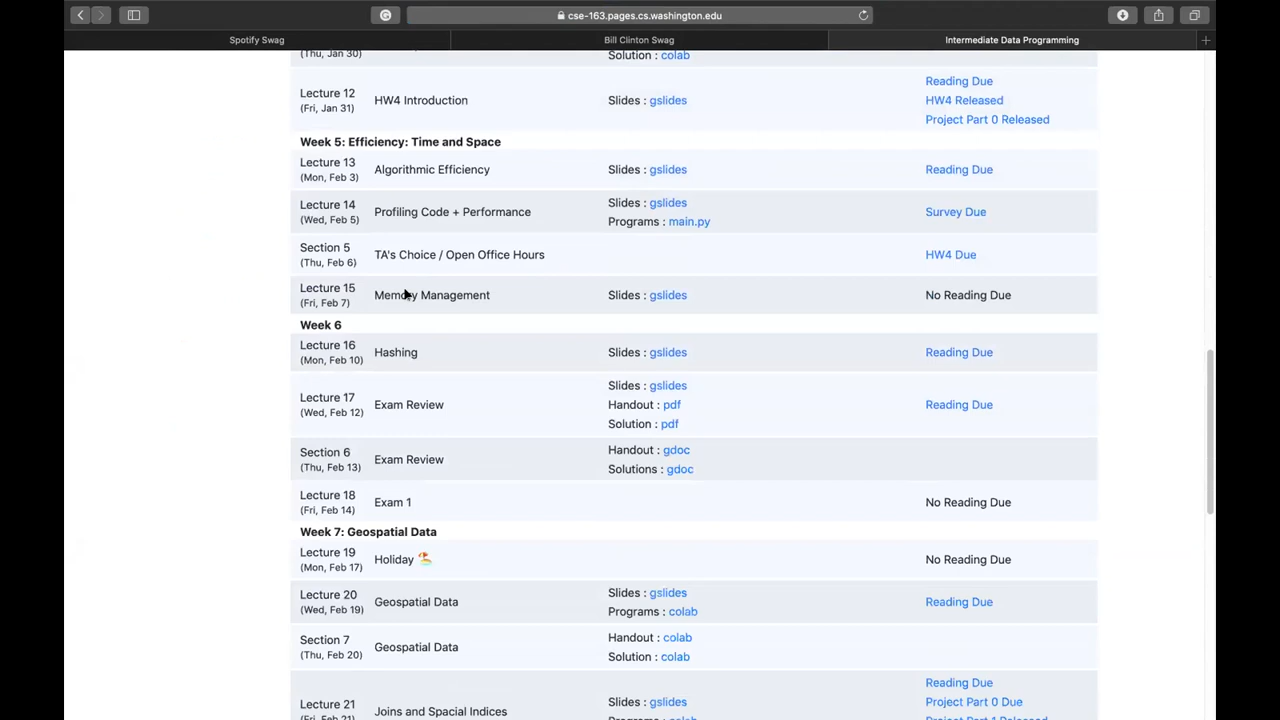 cse-163.pages.cs.washington.edu
Spotify Swag Bill Clinton Swag Intermediate Data Programming
(Thu, Jan 30) Solution : colab
Lecture 12
(Fri, Jan 31)
HW4 Introduction
Slides : gslides
Reading Due
HW4 Released
Project Part 0 Released
Week 5: Efficiency: Time and Space
Lecture 13
(Mon, Feb 3)
Algorithmic Efficiency
Slides : gslides
Reading Due
Lecture 14
(Wed, Feb 5)
Profiling Code + Performance
Slides : gslides
Programs : main.py
Survey Due
Section 5
(Thu, Feb 6)
TA's Choice / Open Office Hours
HW4 Due
Lecture 15
(Fri, Feb 7)
Memory Management
Slides : gslides
No Reading Due
Week 6
Lecture 16
(Mon, Feb 10)
Hashing
Slides : gslides
Reading Due
Lecture 17
(Wed, Feb 12)
Exam Review
Slides : gslides
Handout : pdf
Solution : pdf
Reading Due
Section 6
(Thu, Feb 13)
Exam Review
Handout : gdoc
Solutions : gdoc
Lecture 18
(Fri, Feb 14)
Exam 1
No Reading Due
Week 7: Geospatial Data
Lecture 19
(Mon, Feb 17)
Holiday 🏖️
No Reading Due
Lecture 20
(Wed, Feb 19)
Geospatial Data
Slides : gslides
Programs : colab
Reading Due
Section 7
(Thu, Feb 20)
Geospatial Data
Handout : colab
Solution : colab
Lecture 21
(Fri, Feb 21)
Joins and Spacial Indices
Slides : gslides
Programs : colab
Reading Due
Project Part 0 Due
Project Part 1 Released